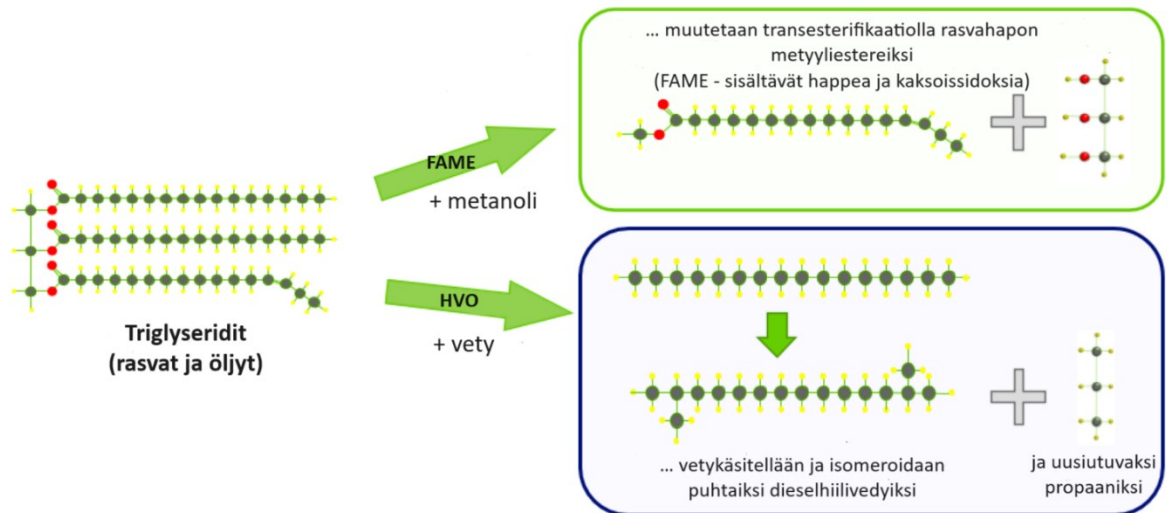 ... muutetaan transesterifikaatiolla rasvahapon
metyyliestereiksi
(FAME - sisältävät happea ja kaksoissidoksia)
FAME
+ metanoli
HVO
+ vety
Triglyseridit
(rasvat ja öljyt)
... vetykäsitellään ja isomeroidaan
puhtaiksi dieselhiilivedyiksi
ja uusiutuvaksi
propaaniksi